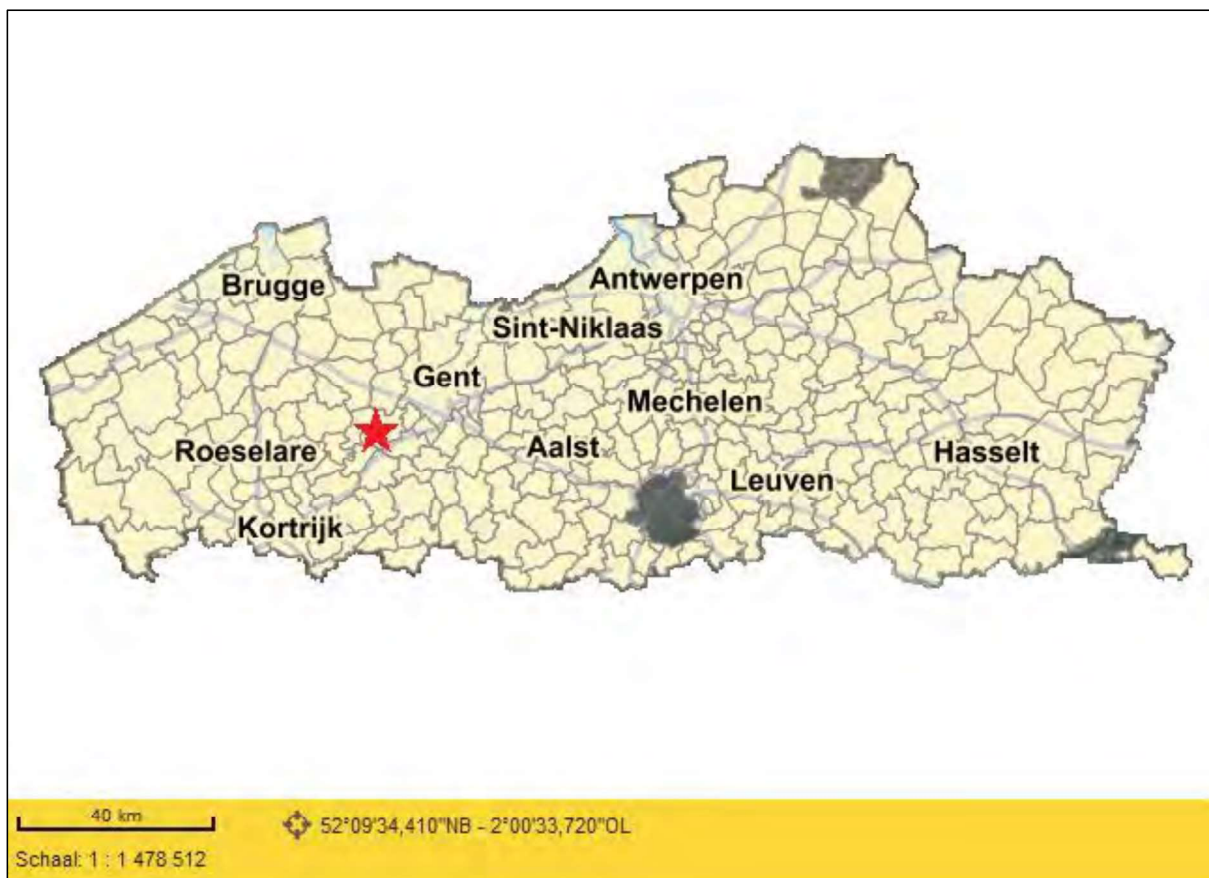 Brugge
Antwerpen
Sint-Niklaas
Gent
Mechelen
Roeselare
Aalst
Hasselt
Leuven
Kortrijk
40 km
52°09'34,410"NB - 2°00'33,720"OL
Schaal: 1 : 1 478 512